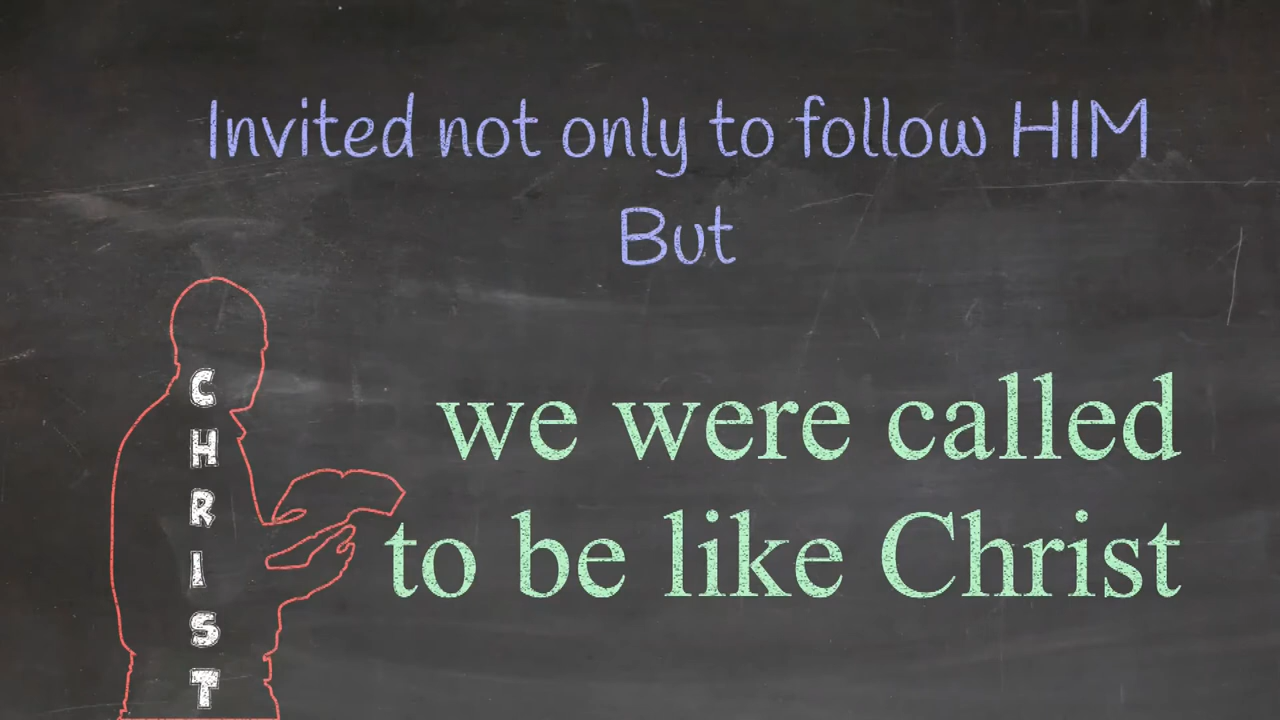 Invited not only to follow HIM
But
we were called
to be like Christ
CHRIST